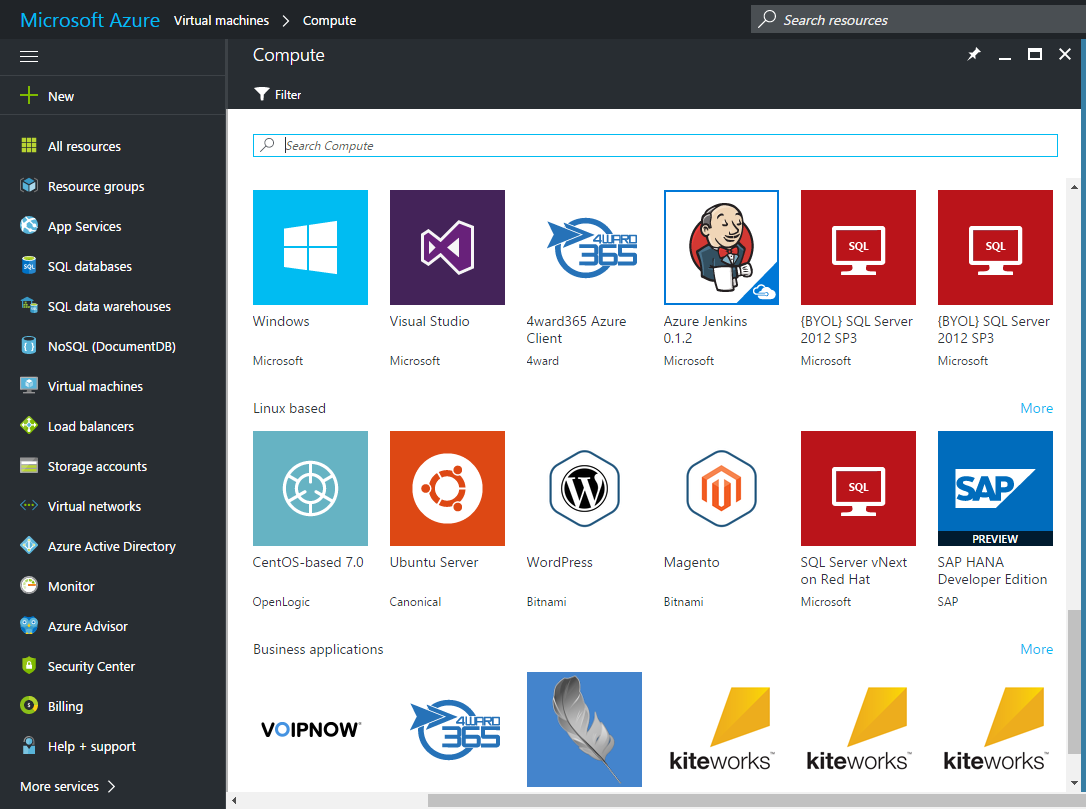 Microsoft Azure Virtual machines Compute
Search resources
Compute
Filter
New
All resources
Resource groups
App Services
SQL databases
SQL data warehouses
NoSQL (DocumentDB)
Virtual machines
Load balancers
Storage accounts
Virtual networks
Azure Active Directory
Monitor
Azure Advisor
Security Center
Billing
Help + support
More services
Search Compute
4WARD
365
SQL
SQL
Windows
Microsoft
Visual Studio
Microsoft
4ward365 Azure
Client
4ward
Azure Jenkins
0.1.2
Microsoft
{BYOL} SQL Server
2012 SP3
Microsoft
{BYOL} SQL Server
2012 SP3
Microsoft
Linux based
More
SQL
SAP
PREVIEW
CentOS-based 7.0
OpenLogic
Ubuntu Server
Canonical
WordPress
Bitnami
Magento
Bitnami
SQL Server vNext
on Red Hat
Microsoft
SAP HANA
Developer Edition
SAP
Business applications
More
VOIPNOW
4WARD
365
kiteworks™
kiteworks™
kiteworks™